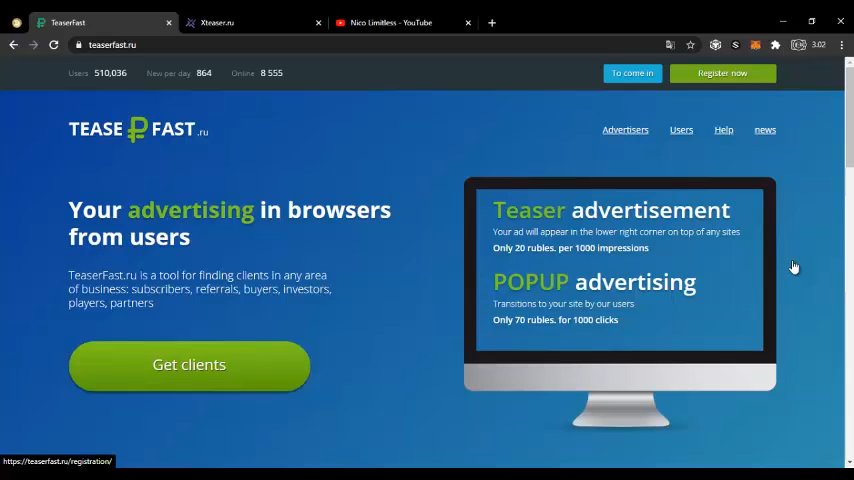 TeaserFast
Xteaser.ru
Nico Limitless - YouTube
teaserfast.ru
3.02
Users 510,036 New per day 864 Online 8 555
To come in
Register now
TEASE FAST .ru
Advertisers Users Help news
Your advertising in browsers
from users
TeaserFast.ru is a tool for finding clients in any area
of business: subscribers, referrals, buyers, investors,
players, partners
Get clients
Teaser advertisement
Your ad will appear in the lower right corner on top of any sites
Only 20 rubles. per 1000 impressions
POPUP advertising
Transitions to your site by our users
Only 70 rubles. for 1000 clicks
https://teaserfast.ru/registration/